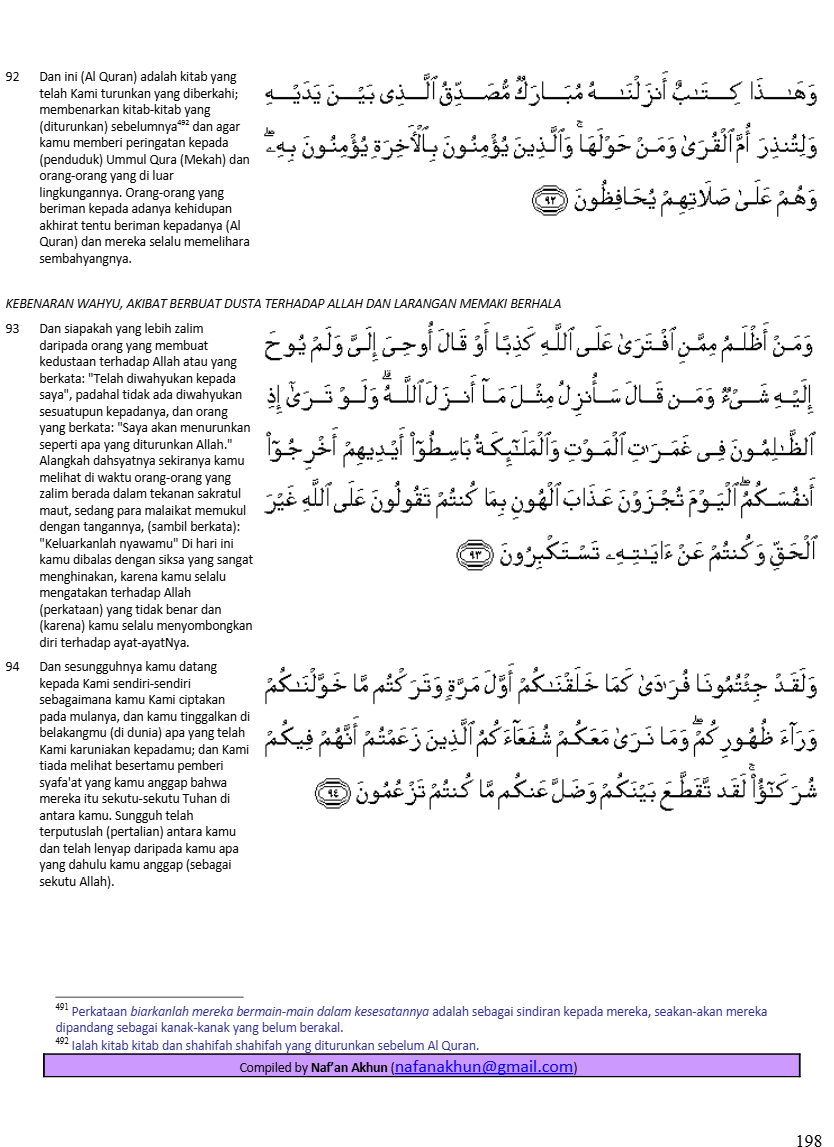 92 Dan ini (Al Quran) adalah kitab yang
telah Kami turunkan yang diberkahi;
membenarkan kitab-kitab yang
(diturunkan) sebelumnya492 dan agar
kamu memberi peringatan kepada
(penduduk) Ummul Qura (Mekah) dan
orang-orang yang di luar
lingkungannya. Orang-orang yang
beriman kepada adanya kehidupan
akhirat tentu beriman kepadanya (Al
Quran) dan mereka selalu memelihara
sembahyangnya.
وَهَـٰذَا كِتَـٰبٌ أَنزَلْنَـٰهُ مُبَارَكٌ مُّصَدِّقُ ٱلَّذِى بَيْنَ يَدَيْهِ
وَلِتُنذِرَ أُمَّ ٱلْقُرَىٰ وَمَنْ حَوْلَهَا ۚ وَٱلَّذِينَ يُؤْمِنُونَ بِٱلْأَخِرَةِ يُؤْمِنُونَ بِهِۦ ۖ
وَهُمْ عَلَىٰ صَلَاتِهِمْ يُحَافِظُونَ ٩٢
KEBENARAN WAHYU, AKIBAT BERBUAT DUSTA TERHADAP ALLAH DAN LARANGAN MEMAKI BERHALA
93 Dan siapakah yang lebih zalim
daripada orang yang membuat
kedustaan terhadap Allah atau yang
berkata: "Telah diwahyukan kepada
saya", padahal tidak ada diwahyukan
sesuatupun kepadanya, dan orang
yang berkata: "Saya akan menurunkan
seperti apa yang diturunkan Allah."
Alangkah dahsyatnya sekiranya kamu
melihat di waktu orang-orang yang
zalim berada dalam tekanan sakratul
maut, sedang para malaikat memukul
dengan tangannya, (sambil berkata):
"Keluarkanlah nyawamu" Di hari ini
kamu dibalas dengan siksa yang sangat
menghinakan, karena kamu selalu
mengatakan terhadap Allah
(perkataan) yang tidak benar dan
(karena) kamu selalu menyombongkan
diri terhadap ayat-ayatNya.
وَمَنْ أَظْلَمُ مِمَّنِ ٱفْتَرَىٰ عَلَى ٱللَّهِ كَذِبًا أَوْ قَالَ أُوحِىَ إِلَىَّ وَلَمْ يُوحَ
إِلَيْهِ شَىْءٌ وَمَن قَالَ سَأُنزِلُ مِثْلَ مَآ أَنزَلَ ٱللَّهُ ۗ وَلَوْ تَرَىٰٓ إِذِ
ٱلظَّـٰلِمُونَ فِى غَمَرَٰتِ ٱلْمَوْتِ وَٱلْمَلَـٰٓئِكَةُ بَاسِطُوٓا۟ أَيْدِيهِمْ أَخْرِجُوٓا۟
أَنفُسَكُمُ ۖ ٱلْيَوْمَ تُجْزَوْنَ عَذَابَ ٱلْهُونِ بِمَا كُنتُمْ تَقُولُونَ عَلَى ٱللَّهِ غَيْرَ
ٱلْحَقِّ وَكُنتُمْ عَنْ ءَايَـٰتِهِۦ تَسْتَكْبِرُونَ ٩٣
94 Dan sesungguhnya kamu datang
kepada Kami sendiri-sendiri
sebagaimana kamu Kami ciptakan
pada mulanya, dan kamu tinggalkan di
belakangmu (di dunia) apa yang telah
Kami karuniakan kepadamu; dan Kami
tiada melihat besertamu pemberi
syafa'at yang kamu anggap bahwa
mereka itu sekutu-sekutu Tuhan di
antara kamu. Sungguh telah
terputuslah (pertalian) antara kamu
dan telah lenyap daripada kamu apa
yang dahulu kamu anggap (sebagai
sekutu Allah).
وَلَقَدْ جِئْتُمُونَا فُرَٰدَىٰ كَمَا خَلَقْنَـٰكُمْ أَوَّلَ مَرَّةٍ وَتَرَكْتُم مَّا خَوَّلْنَـٰكُمْ
وَرَآءَ ظُهُورِكُمْ ۖ وَمَا نَرَىٰ مَعَكُمْ شُفَعَآءَكُمُ ٱلَّذِينَ زَعَمْتُمْ أَنَّهُمْ فِيكُمْ
شُرَكَـٰٓؤُا۟ ۚ لَقَد تَّقَطَّعَ بَيْنَكُمْ وَضَلَّ عَنكُم مَّا كُنتُمْ تَزْعُمُونَ ٩٤
491 Perkataan biarkanlah mereka bermain-main dalam kesesatannya adalah sebagai sindiran kepada mereka, seakan-akan mereka
dipandang sebagai kanak-kanak yang belum berakal.
492 Ialah kitab kitab dan shahifah shahifah yang diturunkan sebelum Al Quran.
Compiled by Naf'an Akhun (nafanakhun@gmail.com)
198